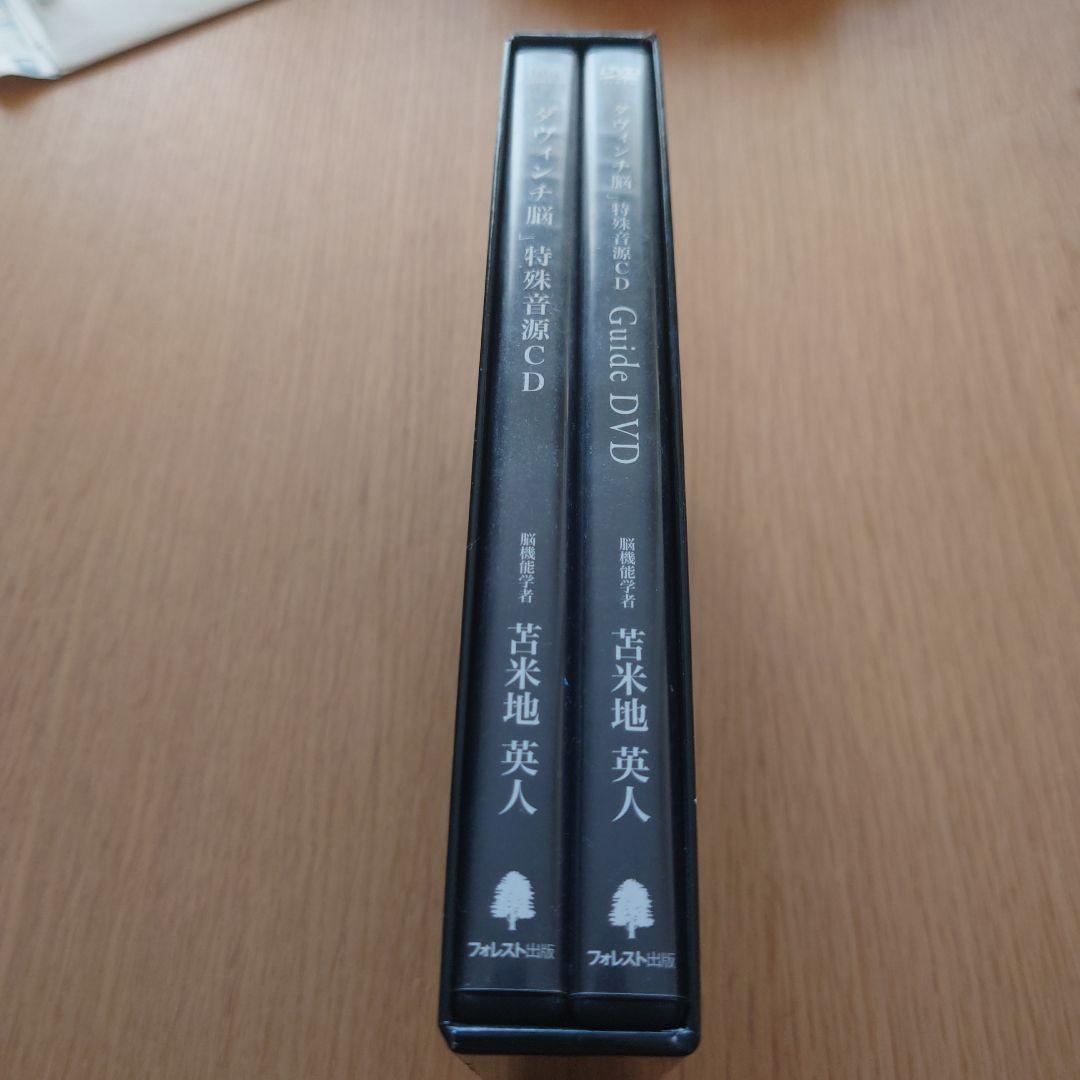 ダヴィンチ脳」特殊音源CD
脳機能学者
苫米地 英人
フォレスト出版
DVD
ダヴィンチ脳」特殊音源CD
Guide DVD
脳機能学者
苫米地 英人
フォレスト出版